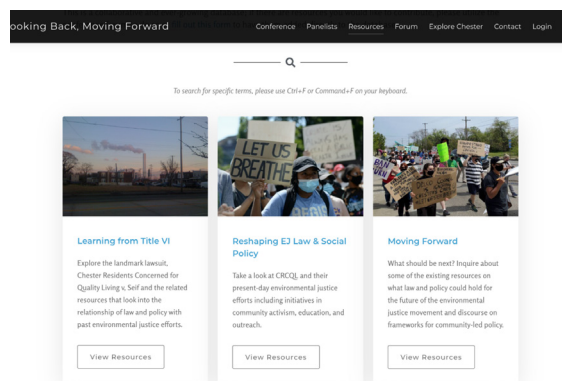 ooking Back, Moving Forward
Conference Panelists Resources Forum Explore Chester Contact Login
To search for specific terms, please use Ctrl+F or Command+F on your keyboard.
LET US
BREATHE
Learning from Title VI
Explore the landmark lawsuit,
Chester Residents Concerned for
Quality Living v. Seif and the related
resources that look into the
relationship of law and policy with
past environmental justice efforts.
View Resources
Reshaping EJ Law & Social
Policy
Take a look at CRCQL and their
present-day environmental justice
efforts including initiatives in
community activism, education, and
outreach.
View Resources
Moving Forward
What should be next? Inquire about
some of the existing resources on
what law and policy could hold for
the future of the environmental
justice movement and discourse on
frameworks for community-led policy.
View Resources